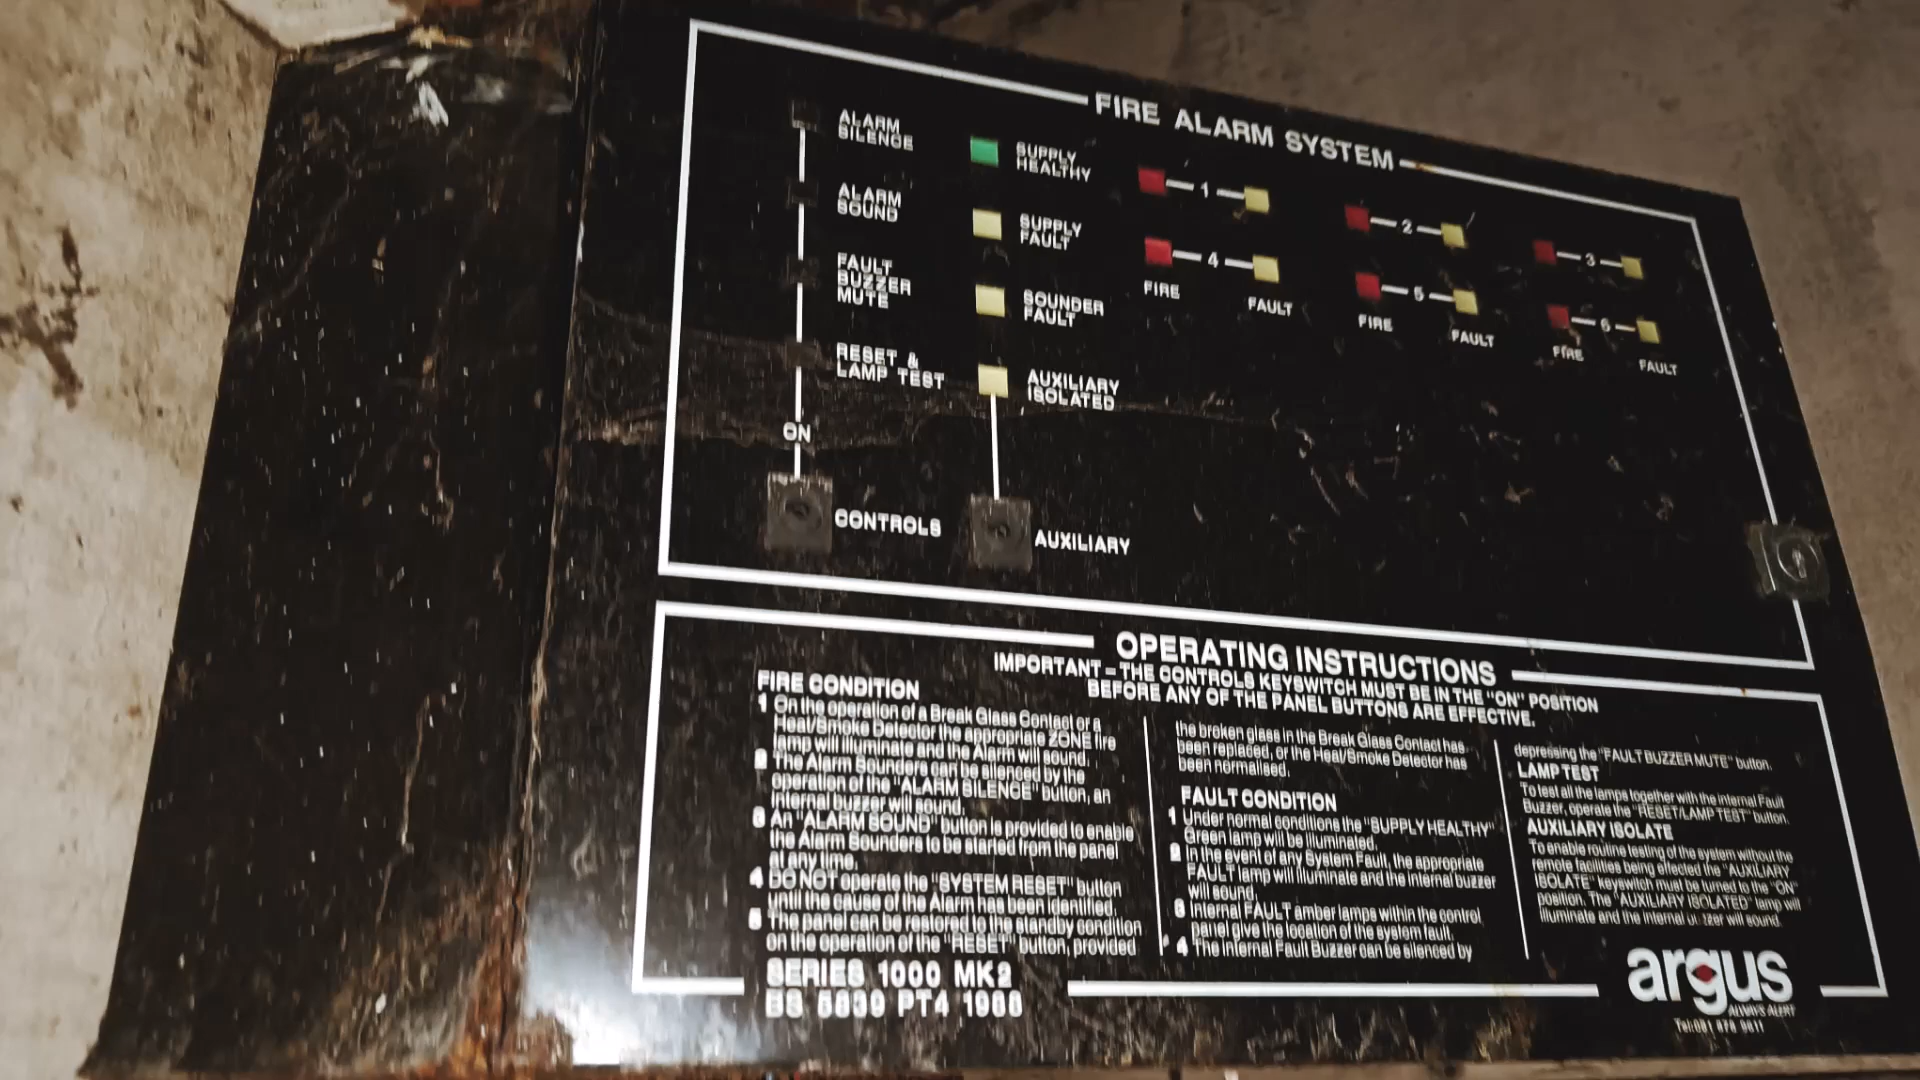 FIRE ALARM SYSTEM
ALARM
SILENCE
ALARM
SOUND
FAULT
BUZZER
MUTE
RESET &
LAMP TEST
ON
CONTROLS
SUPPLY
HEALTHY
SUPPLY
FAULT
SOUNDER
FAULT
AUXILIARY
ISOLATED
AUXILIARY
1
2
3
4
5
6
FIRE
FAULT
FIRE
FAULT
FIRE
FAULT
OPERATING INSTRUCTIONS
IMPORTANT - THE CONTROLS KEYSWITCH MUST BE IN THE "ON" POSITION
BEFORE ANY OF THE PANEL BUTTONS ARE EFFECTIVE.
FIRE CONDITION
1 On the operation of a Break Glass Contact or a
Heat/Smoke Detector the appropriate ZONE fire
lamp will illuminate and the Alarm will sound.
2 The Alarm Sounders can be silenced by the
operation of the "ALARM SILENCE" button, an
internal buzzer will sound.
3 An "ALARM SOUND" button is provided to enable
the Alarm Sounders to be started from the panel
at any time.
4 DO NOT operate the "SYSTEM RESET" button
until the cause of the Alarm has been identified.
5 The panel can be restored to the standby condition
on the operation of the "RESET" button, provided
the broken glass in the Break Glass Contact has
been replaced, or the Heat/Smoke Detector has
been normalised.
FAULT CONDITION
1 Under normal conditions the "SUPPLY HEALTHY"
Green lamp will be illuminated.
2 In the event of any System Fault, the appropriate
FAULT lamp will illuminate and the internal buzzer
will sound.
3 Internal FAULT amber lamps within the control
panel give the location of the system fault.
4 The Internal Fault Buzzer can be silenced by
depressing the "FAULT BUZZER MUTE" button.
LAMP TEST
To test all the lamps together with the internal Fault
Buzzer, operate the "RESET/LAMP TEST" button.
AUXILIARY ISOLATE
To enable routine testing of the system without the
remote facilities being effected the "AUXILIARY
ISOLATE" keyswitch must be turned to the "ON"
position. The "AUXILIARY ISOLATED" lamp will
illuminate and the internal buzzer will sound.
SERIES 1000 MK2
BS 5839 PT4 1988
argus
ALWAYS ALERT